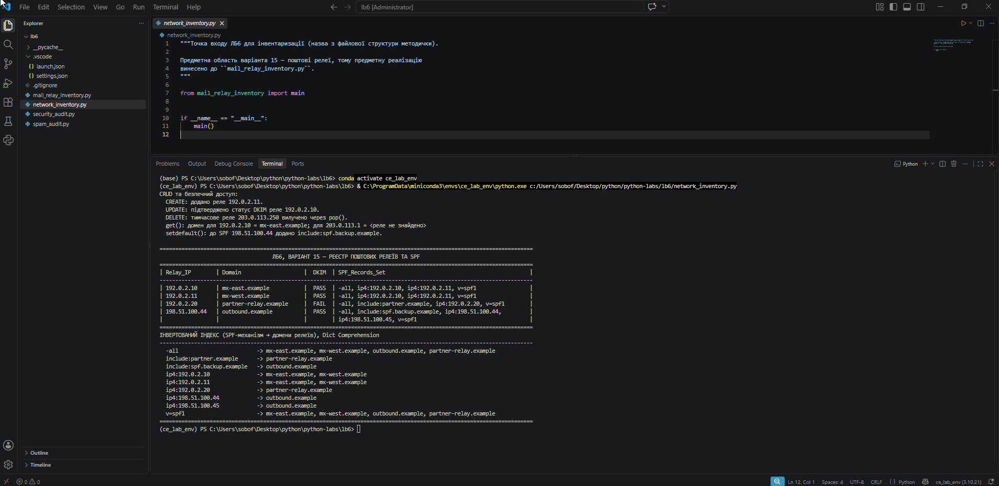 File Edit Selection View Go Run Terminal Help
lb6 [Administrator]
Explorer
lb6
__pycache__
.vscode
launch.json
settings.json
.gitignore
mail_relay_inventory.py
network_inventory.py
security_audit.py
spam_audit.py
Outline
Timeline
network_inventory.py
network_inventory.py
1 """Точка входу ЛБ6 для інвентаризації (назва з файлової структури методички).
2
3 Предметна область варіанта 15 — поштові релеї, тому предметну реалізацію
4 винесено до ``mail_relay_inventory.py``.
5 """
6
7 from mail_relay_inventory import main
8
9
10 if __name__ == "__main__":
11 main()
12
Problems Output Debug Console Terminal Ports
Python
(base) PS C:\Users\sobof\Desktop\python\python-labs\lb6> conda activate ce_lab_env
(ce_lab_env) PS C:\Users\sobof\Desktop\python\python-labs\lb6> & C:\ProgramData\miniconda3\envs\ce_lab_env\python.exe c:/Users/sobof/Desktop/python/python-labs/lb6/network_inventory.py
CRUD та безпечний доступ:
CREATE: додано реле 192.0.2.11.
UPDATE: підтверджено статус DKIM реле 192.0.2.10.
DELETE: тимчасове реле 203.0.113.250 вилучено через pop().
get(): домен для 192.0.2.10 = mx-east.example; для 203.0.113.1 = <реле не знайдено>
setdefault(): до SPF 198.51.100.44 додано include:spf.backup.example.
=======================================================================================================================
ЛБ6, ВАРІАНТ 15 — РЕЄСТР ПОШТОВИХ РЕЛЕЇВ ТА SPF
=======================================================================================================================
| Relay_IP | Domain | DKIM | SPF_Records_Set |
-----------------------------------------------------------------------------------------------------------------------
| 192.0.2.10 | mx-east.example | PASS | -all, ip4:192.0.2.10, ip4:192.0.2.11, v=spf1 |
| 192.0.2.11 | mx-west.example | PASS | -all, ip4:192.0.2.10, ip4:192.0.2.11, v=spf1 |
| 192.0.2.20 | partner-relay.example | FAIL | -all, include:partner.example, ip4:192.0.2.20, v=spf1 |
| 198.51.100.44 | outbound.example | PASS | -all, include:spf.backup.example, ip4:198.51.100.44, |
| | | | ip4:198.51.100.45, v=spf1 |
=======================================================================================================================
ІНВЕРТОВАНИЙ ІНДЕКС (SPF-механізм → домени релеїв), Dict Comprehension
-----------------------------------------------------------------------------------------------------------------------
-all -> mx-east.example, mx-west.example, outbound.example, partner-relay.example
include:partner.example -> partner-relay.example
include:spf.backup.example -> outbound.example
ip4:192.0.2.10 -> mx-east.example, mx-west.example
ip4:192.0.2.11 -> mx-east.example, mx-west.example
ip4:192.0.2.20 -> partner-relay.example
ip4:198.51.100.44 -> outbound.example
ip4:198.51.100.45 -> outbound.example
v=spf1 -> mx-east.example, mx-west.example, outbound.example, partner-relay.example
=======================================================================================================================
(ce_lab_env) PS C:\Users\sobof\Desktop\python\python-labs\lb6>
0 0 Ln 12, Col 1 Spaces: 4 UTF-8 CRLF Python ce_lab_env (3.10.21)